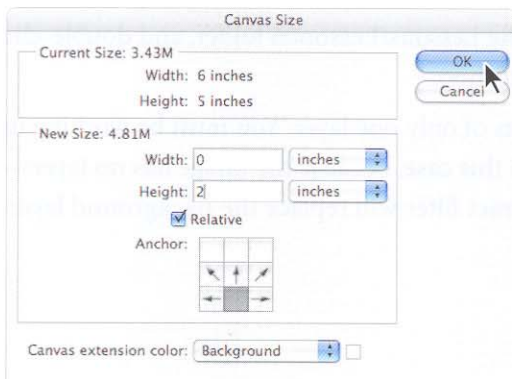 Canvas Size
Current Size: 3.43M
Width: 6 inches
Height: 5 inches
OK
Cancel
New Size: 4.81M
Width: 0 inches
Height: 2 inches
Relative
Anchor:
Canvas extension color: Background